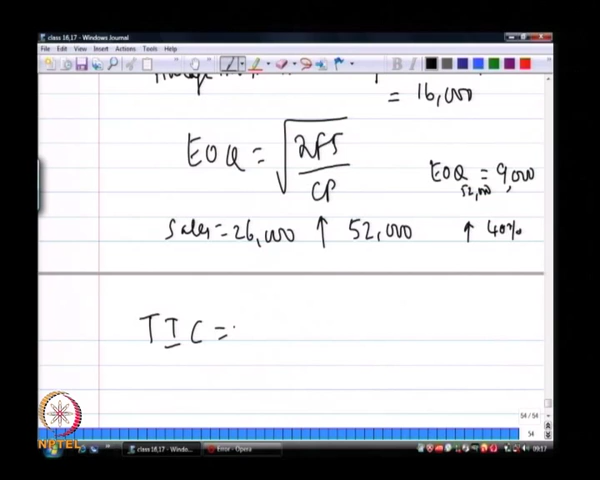 class 16,17 - Windows Journal
File Edit View Insert Actions Tools Help
= 16,000
EOQ = √2FS
CP
EOQ = 9,000
52,000
Sales = 26,000 ↑ 52,000 ↑ 40%
TIC =
54 / 54
54
NPTEL
class 16,17 - Windo...
Error - Opera
09:17